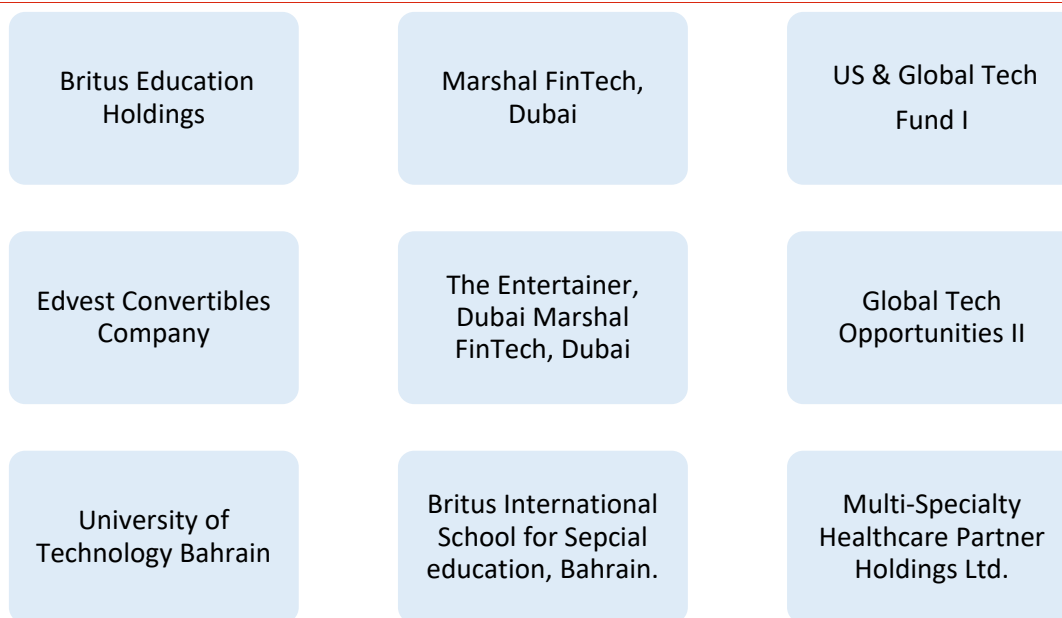 Britus Education
Holdings
Marshal FinTech,
Dubai
US & Global Tech
Fund I
Edvest Convertibles
Company
The Entertainer,
Dubai Marshal
FinTech, Dubai
Global Tech
Opportunities II
University of
Technology Bahrain
Britus International
School for Sepcial
education, Bahrain.
Multi-Specialty
Healthcare Partner
Holdings Ltd.